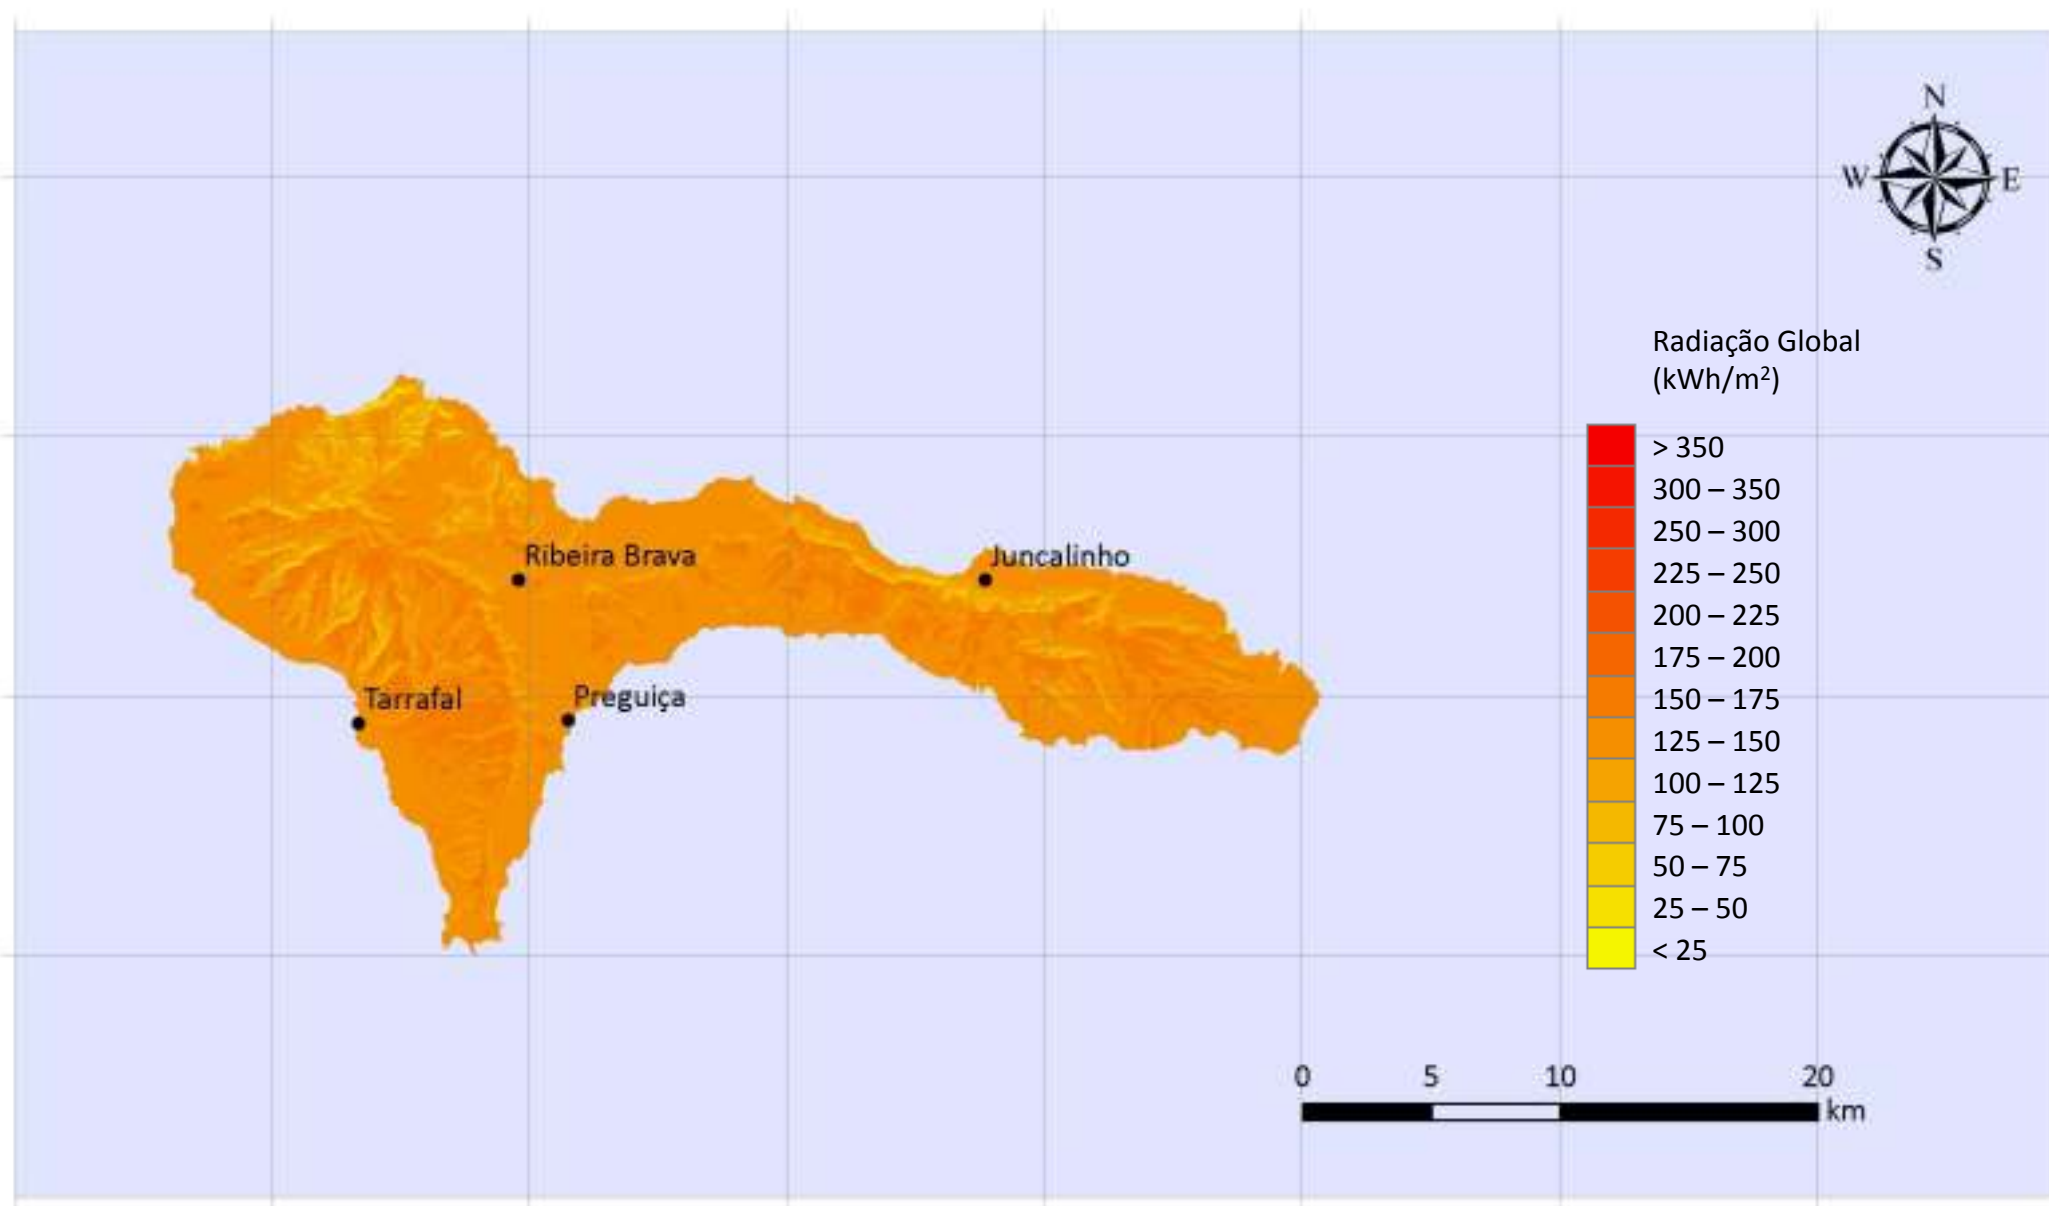 N
W E
S
Radiação Global
(kWh/m²)
> 350
300 – 350
250 – 300
225 – 250
200 – 225
175 – 200
150 – 175
125 – 150
100 – 125
75 – 100
50 – 75
25 – 50
< 25
Ribeira Brava
Juncalinho
Tarrafal
Preguiça
0 5 10 20
km